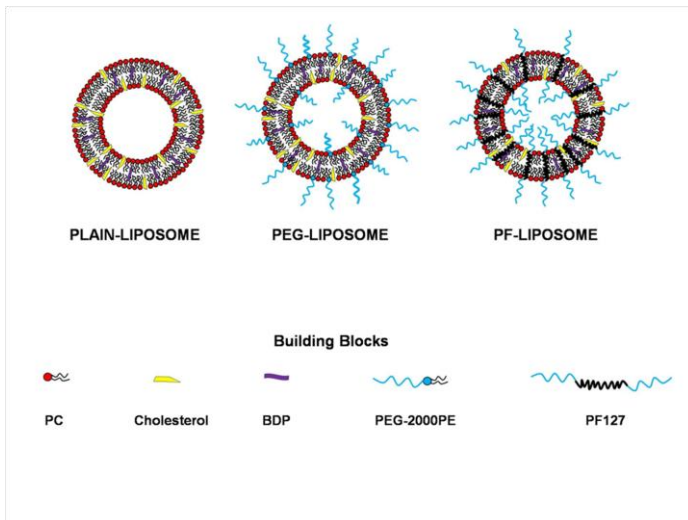 PLAIN-LIPOSOME
PEG-LIPOSOME
PF-LIPOSOME
Building Blocks
PC
Cholesterol
BDP
PEG-2000PE
PF127